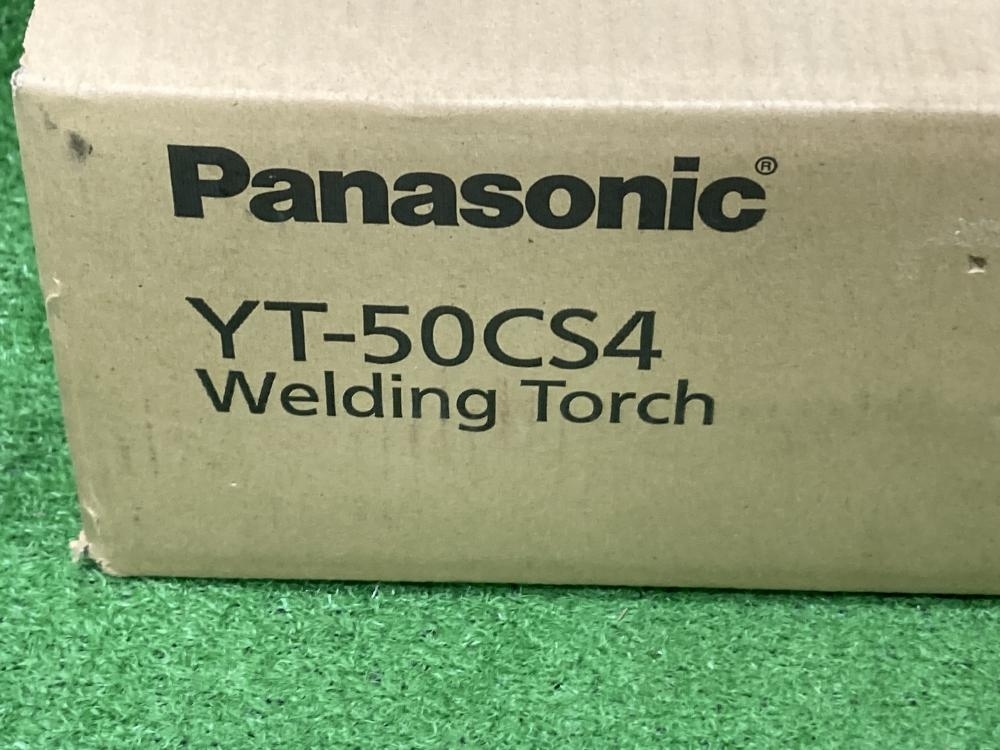 Panasonic®
YT-50CS4
Welding Torch